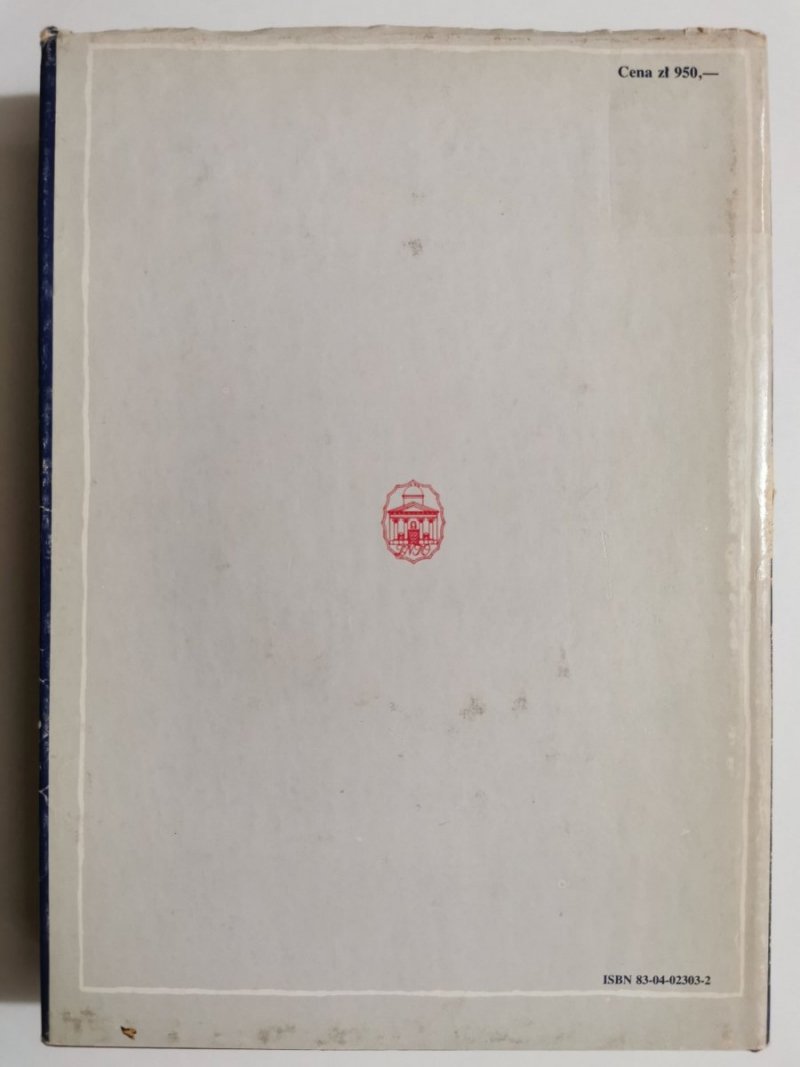 Cena zł 950,—
ISBN 83-04-02303-2